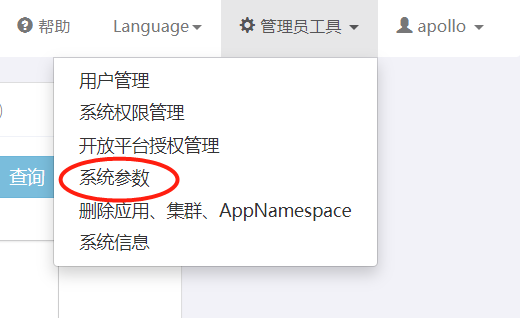 帮助 Language 管理员工具 apollo
用户管理
系统权限管理
开放平台授权管理
查询 系统参数
删除应用、集群、AppNamespace
系统信息